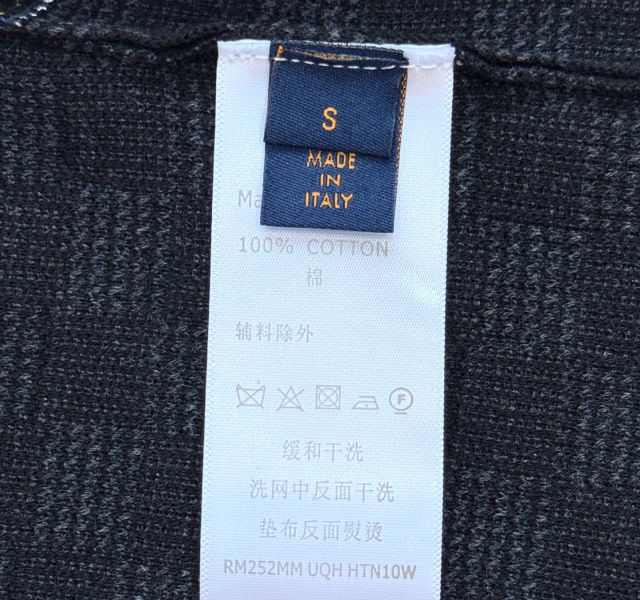 S
MADE
IN
ITALY
Ma
100% COTTON
棉
辅料除外
F
缓和干洗
洗网中反面干洗
垫布反面熨烫
RM252MM UQH HTN10W